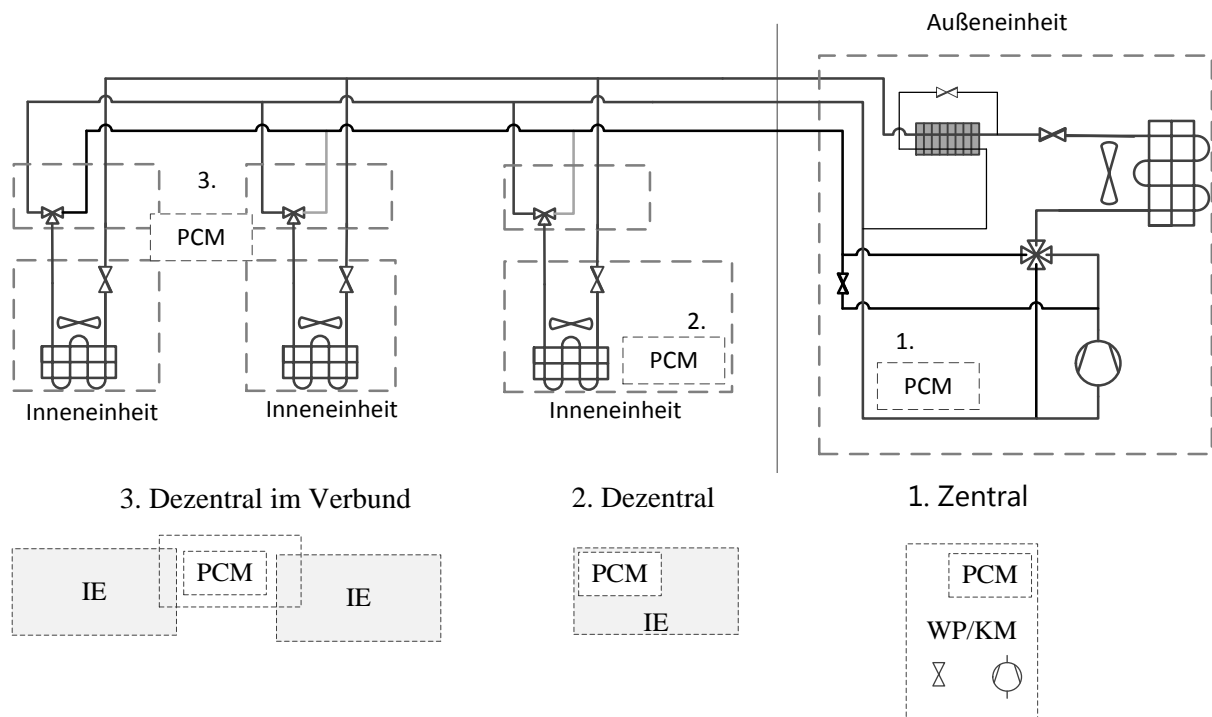 Außeneinheit
3.
PCM
2.
PCM
1.
PCM
Inneneinheit
Inneneinheit
Inneneinheit
3. Dezentral im Verbund
2. Dezentral
1. Zentral
IE
PCM
IE
PCM
IE
PCM
WP/KM